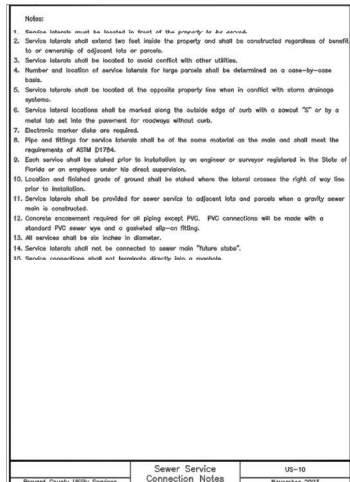 Notes:
1. Service laterals must be located in front of the property to be served.
2. Service laterals shall extend two feet inside the property and shall be constructed regardless of benefit
to or ownership of adjacent lots or parcels.
3. Service laterals shall be located to avoid conflict with other utilities.
4. Number and location of service laterals for large parcels shall be determined on a case-by-case
basis.
5. Service laterals shall be located at the opposite property line when in conflict with storm drainage
systems.
6. Service lateral locations shall be marked along the outside edge of curb with a sawcut "S" or by a
metal tab set into the pavement for roadways without curb.
7. Electronic marker disks are required.
8. Pipe and fittings for service laterals shall be of the same material as the main and shall meet the
requirements of ASTM D1784.
9. Each service shall be staked prior to installation by an engineer or surveyor registered in the State of
Florida or an employee under his direct supervision.
10. Location and finished grade of ground shall be staked where the lateral crosses the right of way line
prior to installation.
11. Service laterals shall be provided for sewer service to adjacent lots and parcels when a gravity sewer
main is constructed.
12. Concrete encasement required for all piping except PVC. PVC connections will be made with a
standard PVC sewer wye and a gasketed slip-on fitting.
13. All services shall be six inches in diameter.
14. Service laterals shall not be connected to sewer main "future stubs".
15. Service connections shall not terminate directly into a manhole.
Sewer Service
Connection Notes
US-10
Brevard County Utility Services
November 2023